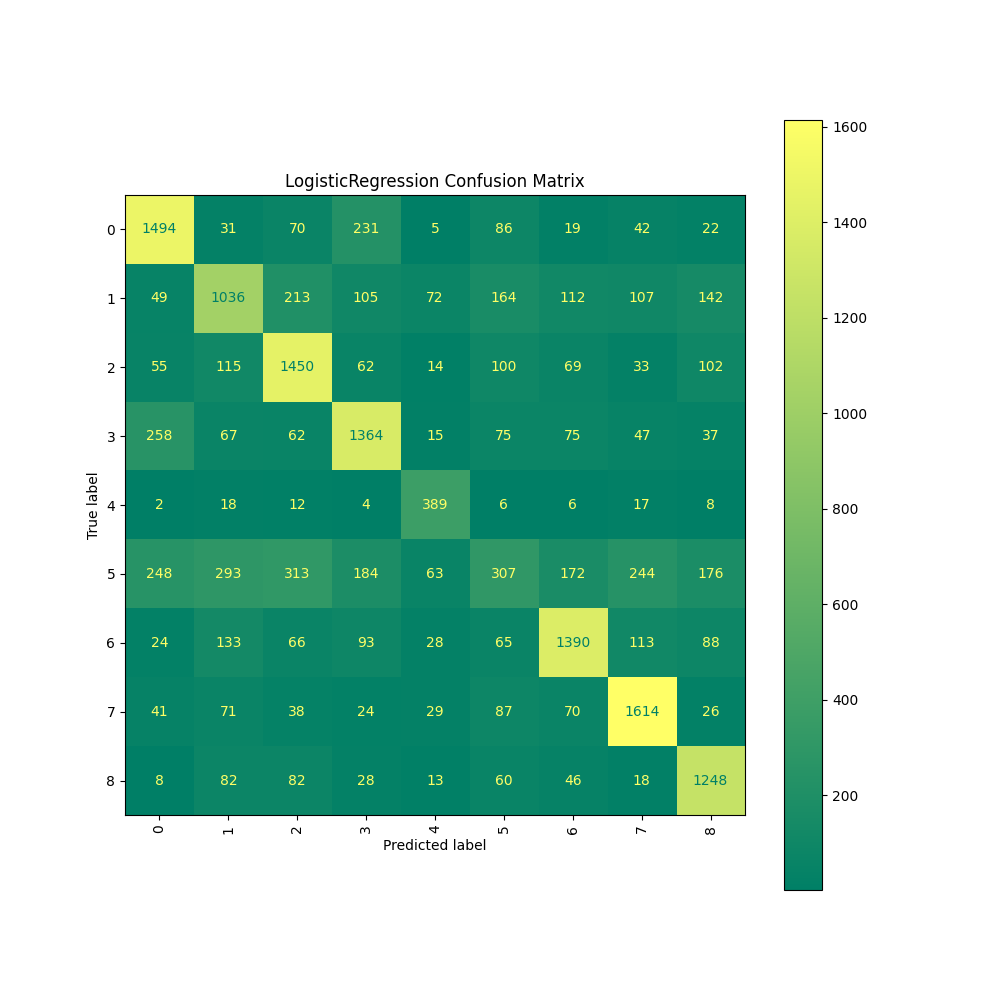 LogisticRegression Confusion Matrix
0 1494 31 70 231 5 86 19 42 22
1 49 1036 213 105 72 164 112 107 142
2 55 115 1450 62 14 100 69 33 102
3 258 67 62 1364 15 75 75 47 37
4 2 18 12 4 389 6 6 17 8
5 248 293 313 184 63 307 172 244 176
6 24 133 66 93 28 65 1390 113 88
7 41 71 38 24 29 87 70 1614 26
8 8 82 82 28 13 60 46 18 1248
0 1 2 3 4 5 6 7 8
Predicted label
True label
1600
1400
1200
1000
800
600
400
200